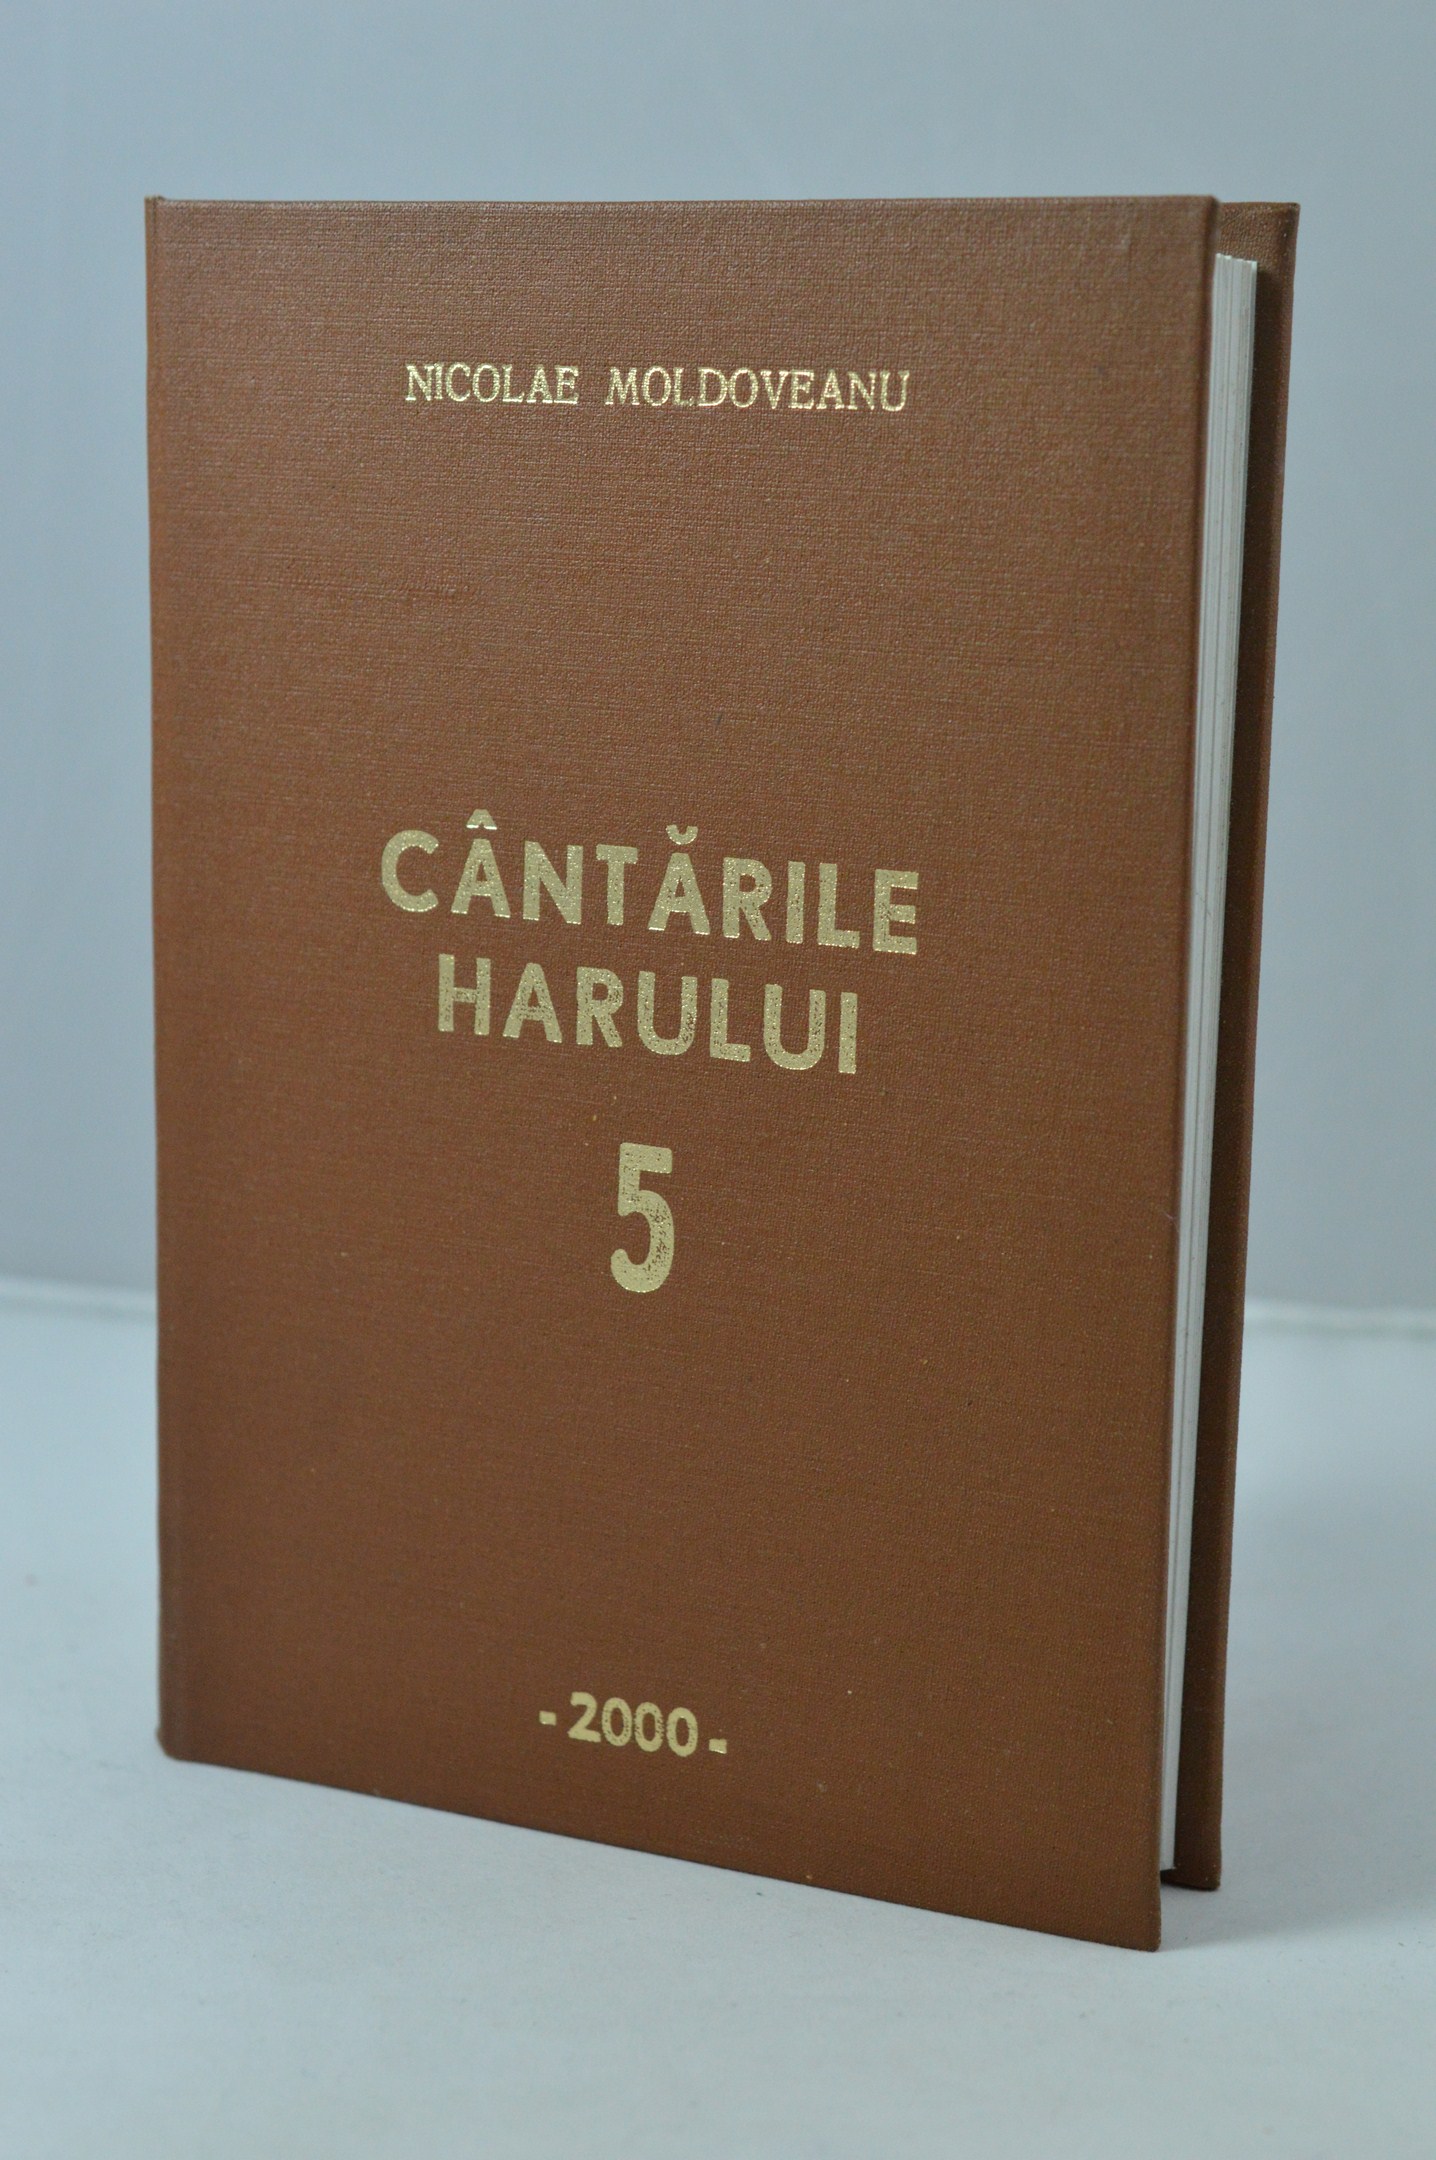 NICOLAE MOLDOVEANU
CÂNTĂRILE
HARULUI
5
-2000-